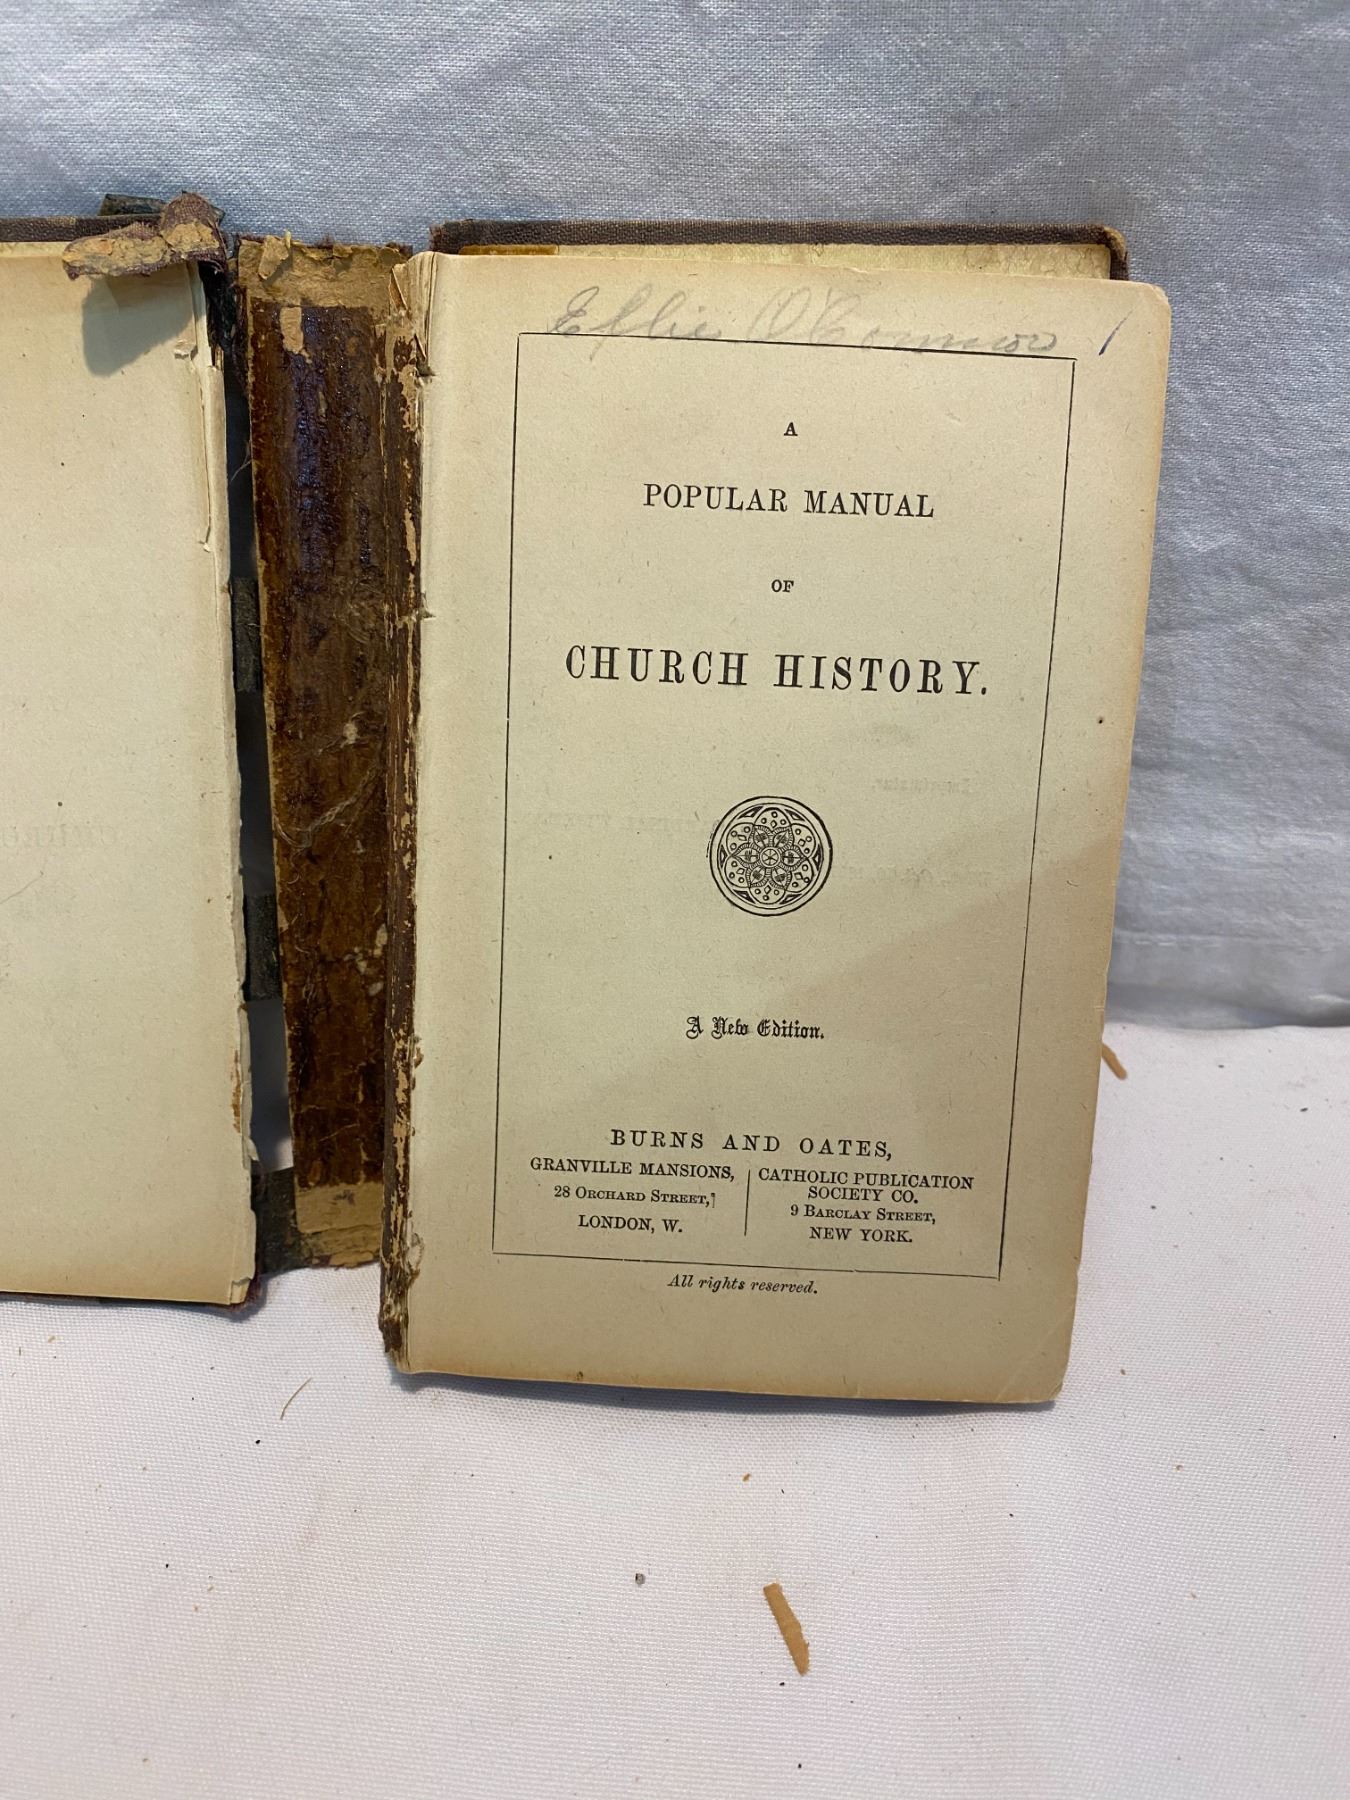 Effie O'Connor
A
POPULAR MANUAL
OF
CHURCH HISTORY.
A New Edition.
BURNS AND OATES,
GRANVILLE MANSIONS,
28 ORCHARD STREET,
LONDON, W.
CATHOLIC PUBLICATION
SOCIETY CO.
9 BARCLAY STREET,
NEW YORK.
All rights reserved.